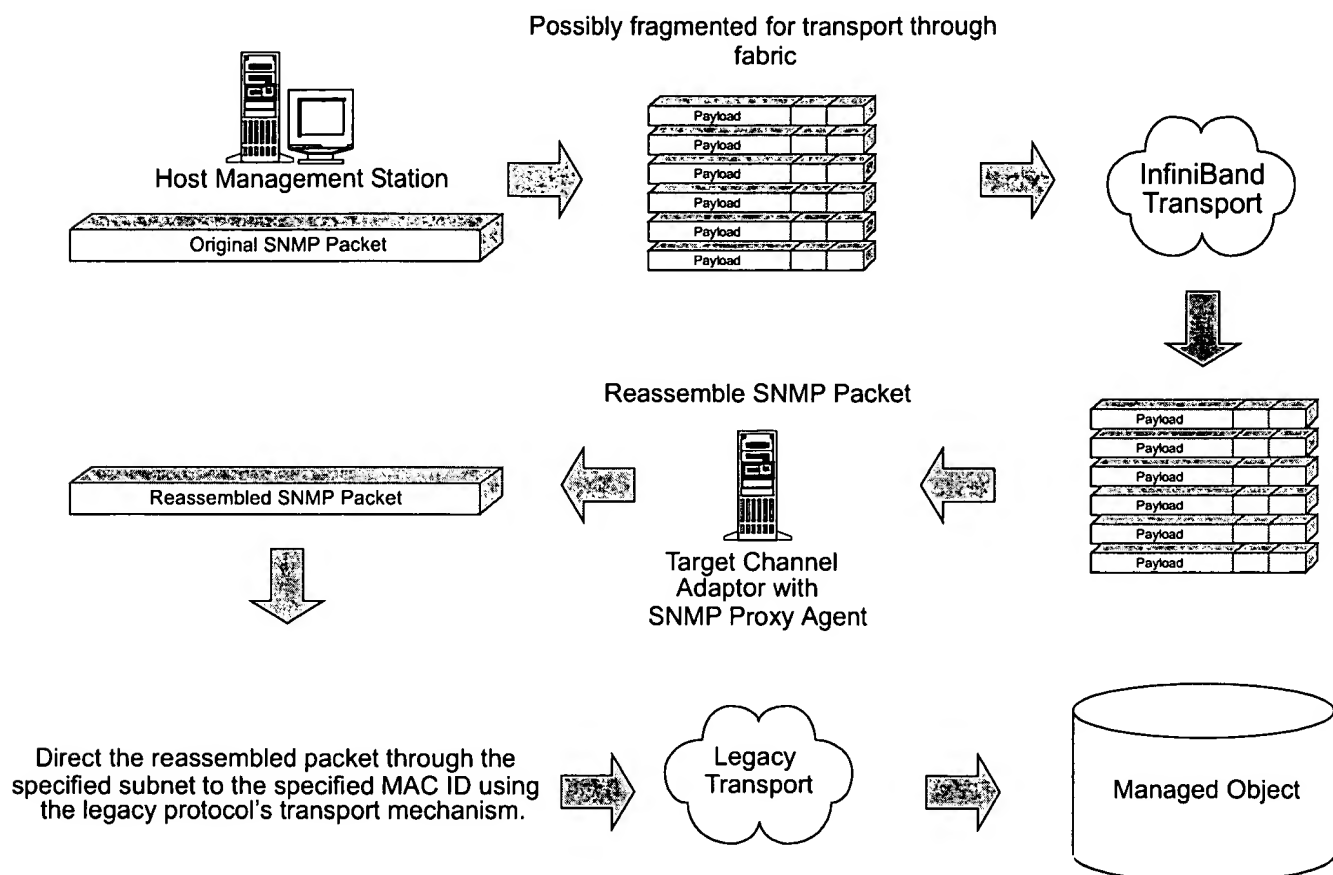 Possibly fragmented for transport through
fabric
Host Management Station
Original SNMP Packet
Payload
Payload
Payload
Payload
Payload
Payload
InfiniBand
Transport
Reassemble SNMP Packet
Payload
Payload
Payload
Payload
Payload
Payload
Target Channel
Adaptor with
SNMP Proxy Agent
Reassembled SNMP Packet
Direct the reassembled packet through the
specified subnet to the specified MAC ID using
the legacy protocol's transport mechanism.
Legacy
Transport
Managed Object